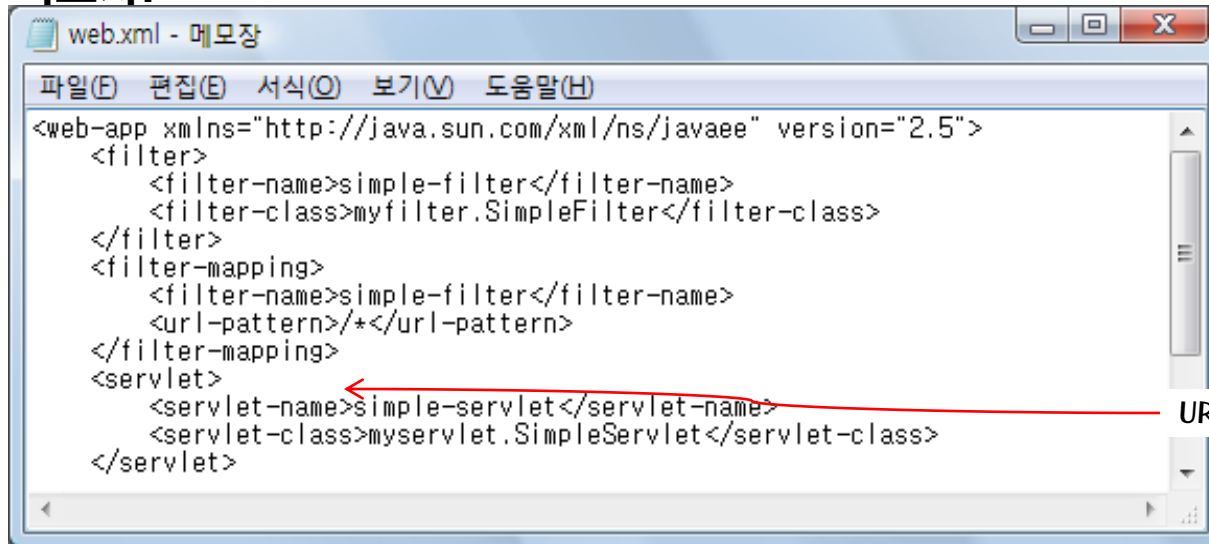 web.xml - 메모장
파일(F) 편집(E) 서식(O) 보기(V) 도움말(H)
<web-app xmlns="http://java.sun.com/xml/ns/javaee" version="2.5">
    <filter>
        <filter-name>simple-filter</filter-name>
        <filter-class>myfilter.SimpleFilter</filter-class>
    </filter>
    <filter-mapping>
        <filter-name>simple-filter</filter-name>
        <url-pattern>/*</url-pattern>
    </filter-mapping>
    <servlet>
        <servlet-name>simple-servlet</servlet-name>
        <servlet-class>myservlet.SimpleServlet</servlet-class>
    </servlet>